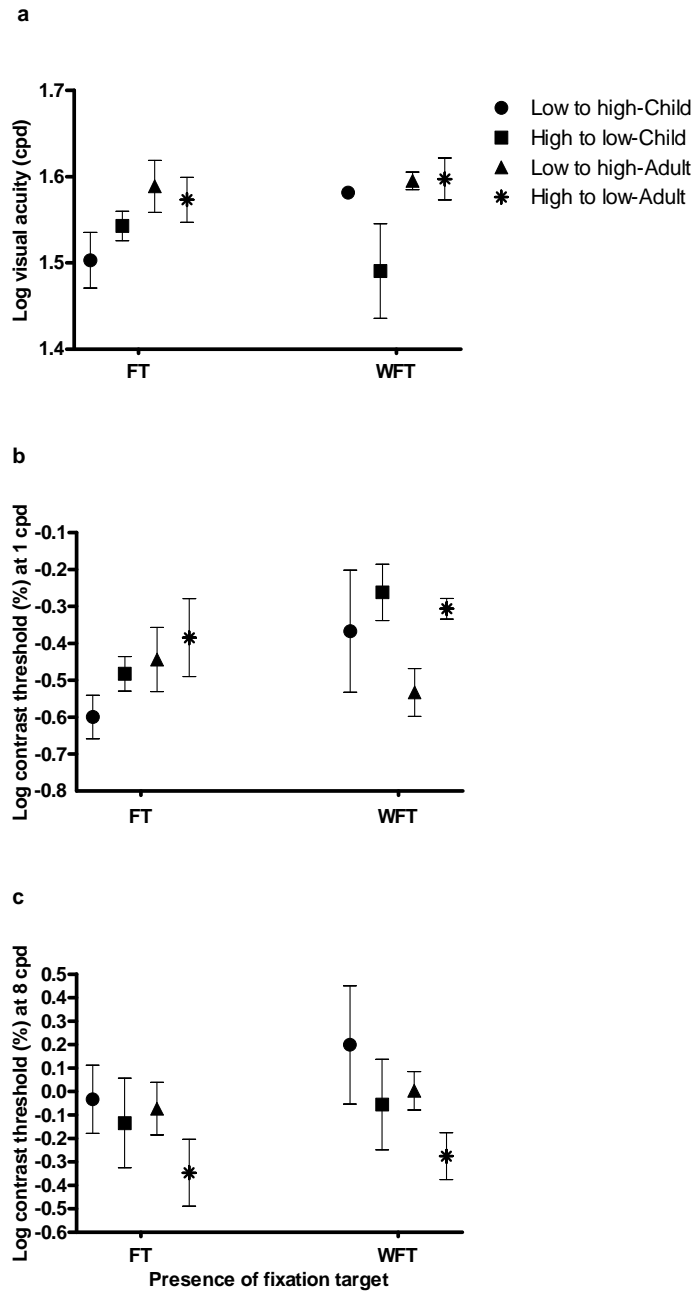 a
Log visual acuity (cpd)
1.7
1.6
1.5
1.4
FT
WFT
Low to high-Child
High to low-Child
Low to high-Adult
High to low-Adult
b
Log contrast threshold (%) at 1 cpd
-0.1
-0.2
-0.3
-0.4
-0.5
-0.6
-0.7
-0.8
FT
WFT
c
Log contrast threshold (%) at 8 cpd
0.5
0.4
0.3
0.2
0.1
0.0
-0.1
-0.2
-0.3
-0.4
-0.5
-0.6
FT
WFT
Presence of fixation target